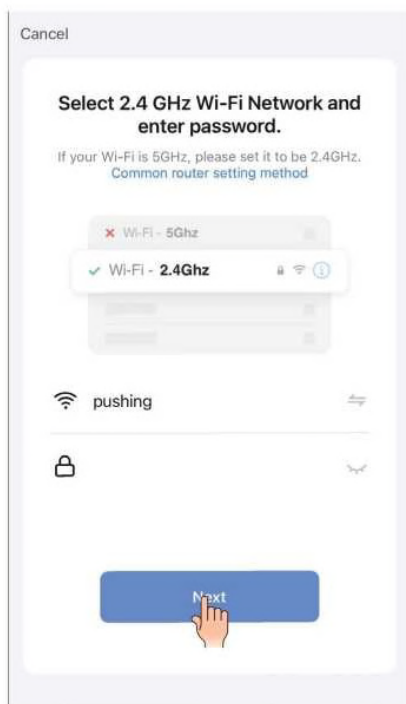 Cancel
Select 2.4 GHz Wi-Fi Network and
enter password.
If your Wi-Fi is 5GHz, please set it to be 2.4GHz.
Common router setting method
Wi-Fi - 5Ghz
Wi-Fi - 2.4Ghz
pushing
Next